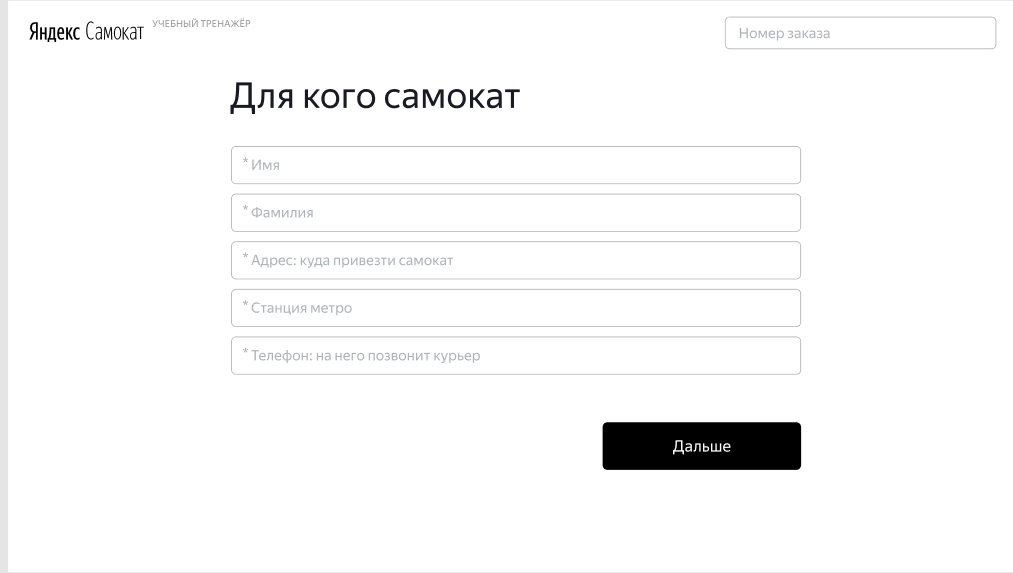 Яндекс Самокат УЧЕБНЫЙ ТРЕНАЖЁР
Номер заказа
Для кого самокат
* Имя
* Фамилия
* Адрес: куда привезти самокат
* Станция метро
* Телефон: на него позвонит курьер
Дальше